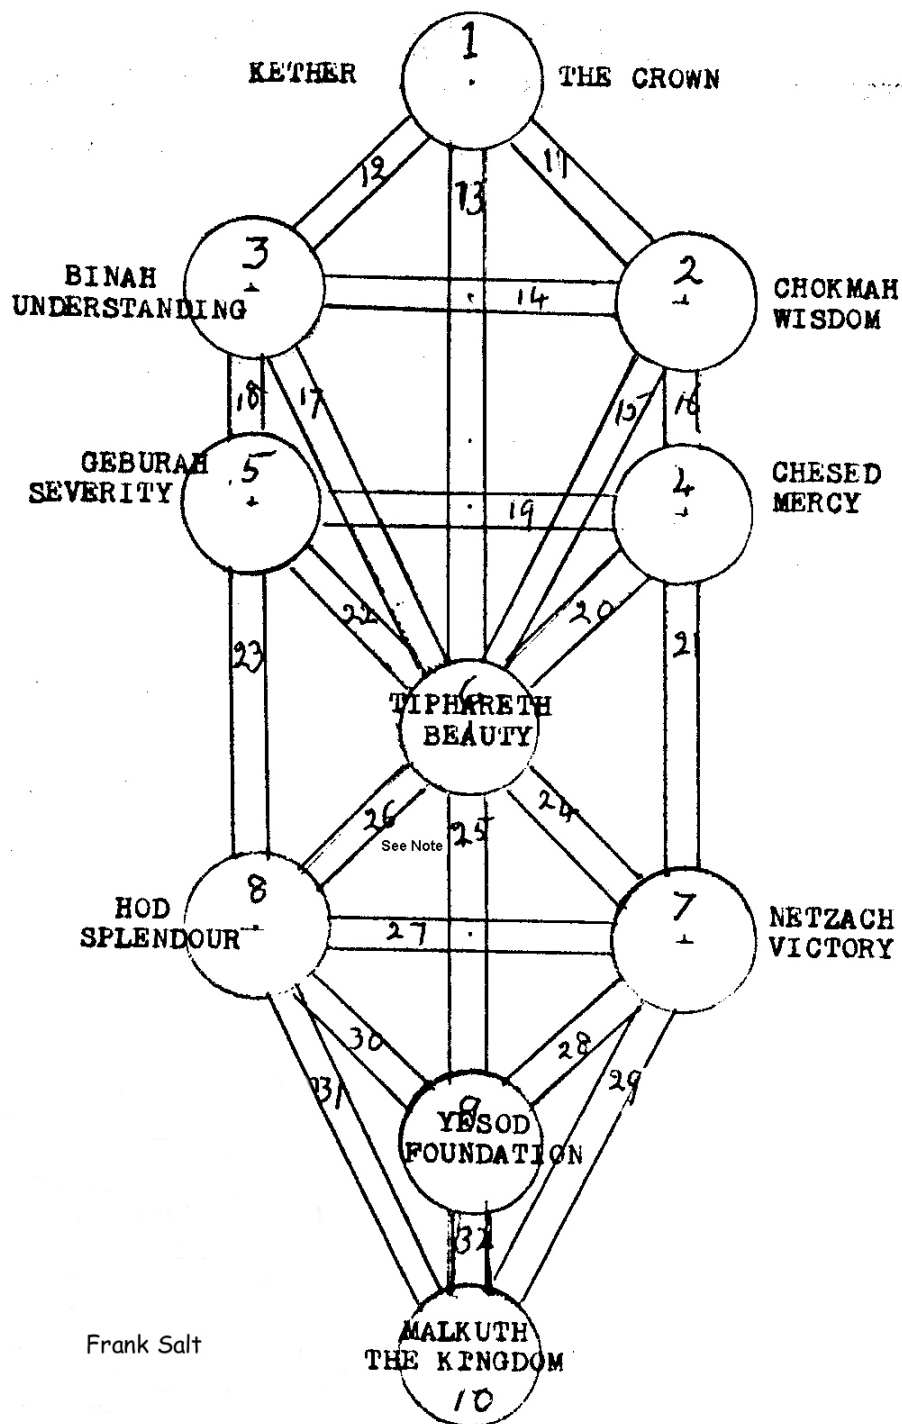 1
KETHER THE CROWN
12
11
13
3
2
BINAH
UNDERSTANDING
14
CHOKMAH
WISDOM
18
17
15
16
GEBURAH
SEVERITY
5
4
CHESED
MERCY
19
22
20
23
21
6
TIPHARETH
BEAUTY
26
25
24
See Note
8
7
HOD
SPLENDOUR
27
NETZACH
VICTORY
30
28
31
29
9
YESOD
FOUNDATION
32
Frank Salt
MALKUTH
THE KINGDOM
10